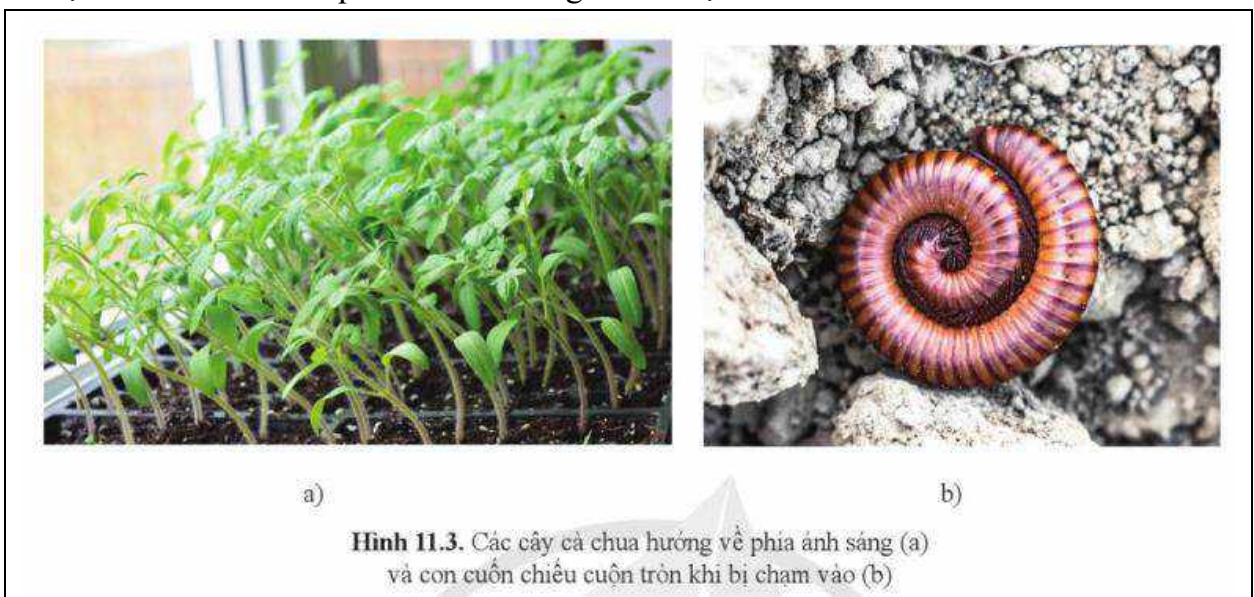 a)
b)
Hình 11.3. Các cây cà chua hướng về phía ánh sáng (a)
và con cuốn chiếu cuộn tròn khi bị chạm vào (b)